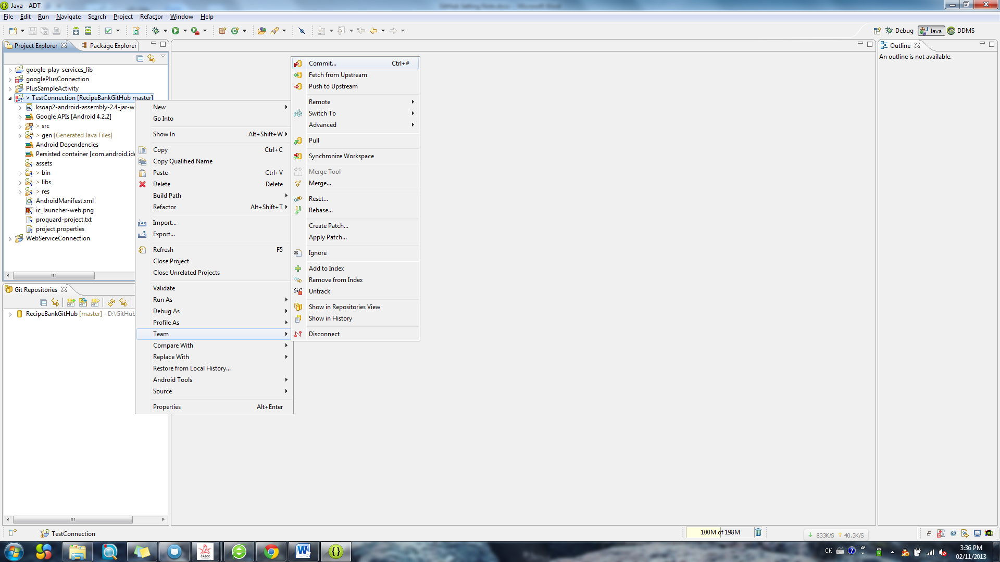 Java - ADT
GitHub Setting Note.docx - Microsoft Word
File Edit Run Navigate Search Project Refactor Window Help
Debug Java DDMS
Project Explorer Package Explorer
google-play-services_lib
googlePlusConnection
PlusSampleActivity
> TestConnection [RecipeBankGitHub master]
ksoap2-android-assembly-2.4-jar-w
Google APIs [Android 4.2.2]
> src
> gen [Generated Java Files]
Android Dependencies
Persisted container [com.android.ide
assets
> bin
> libs
> res
AndroidManifest.xml
ic_launcher-web.png
proguard-project.txt
project.properties
WebServiceConnection
Git Repositories
RecipeBankGitHub [master] - D:\GitHub
New
Go Into
Show In Alt+Shift+W
Copy Ctrl+C
Copy Qualified Name
Paste Ctrl+V
Delete Delete
Build Path
Refactor Alt+Shift+T
Import...
Export...
Refresh F5
Close Project
Close Unrelated Projects
Validate
Run As
Debug As
Profile As
Team
Compare With
Replace With
Restore from Local History...
Android Tools
Source
Properties Alt+Enter
Commit... Ctrl+#
Fetch from Upstream
Push to Upstream
Remote
Switch To
Advanced
Pull
Synchronize Workspace
Merge Tool
Merge...
Reset...
Rebase...
Create Patch...
Apply Patch...
Ignore
Add to Index
Remove from Index
Untrack
Show in Repositories View
Show in History
Disconnect
Outline
An outline is not available.
TestConnection
100M of 198M
833K/S 40.3K/S
CASCC
CH
3:36 PM
02/11/2013